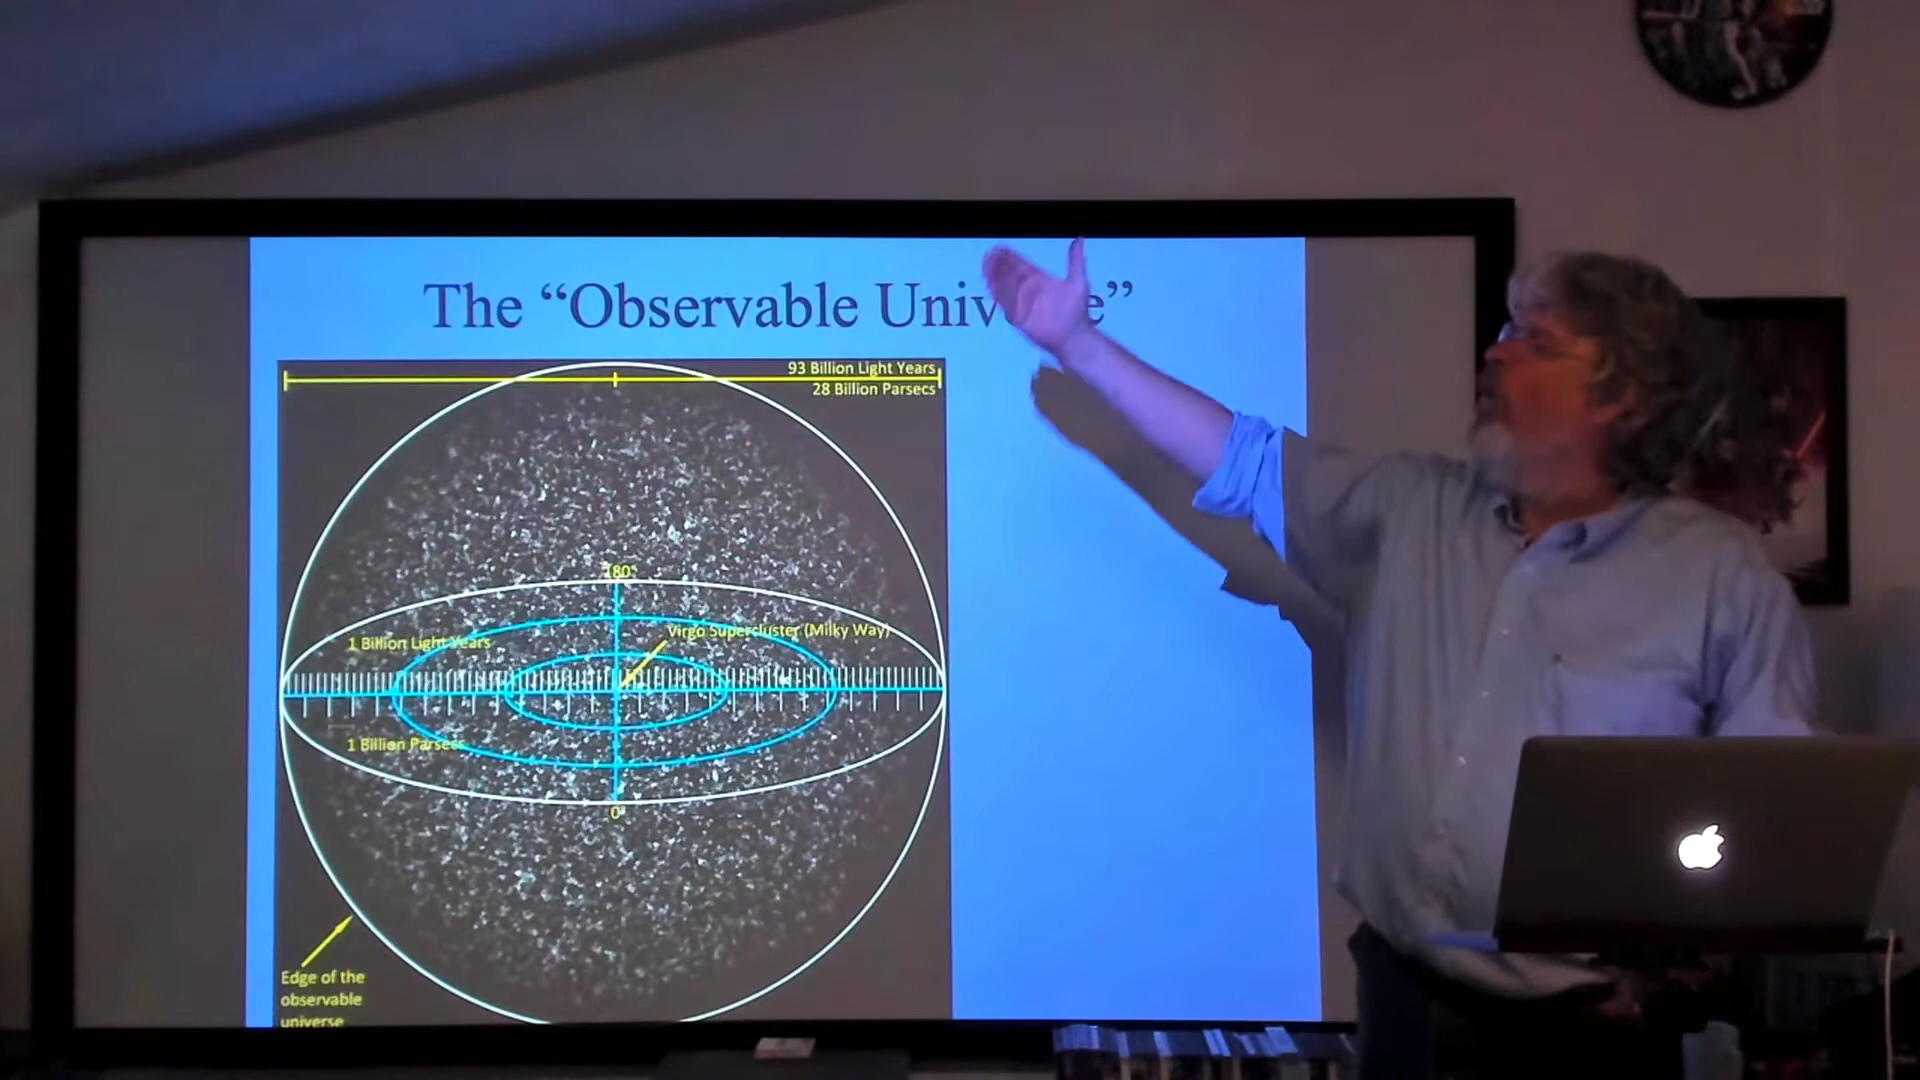 The “Observable Unive e”
93 Billion Light Years
28 Billion Parsecs
180°
1 Billion Light Years
Virgo Supercluster (Milky Way)
1 Billion Parsecs
0°
Edge of the
observable
universe